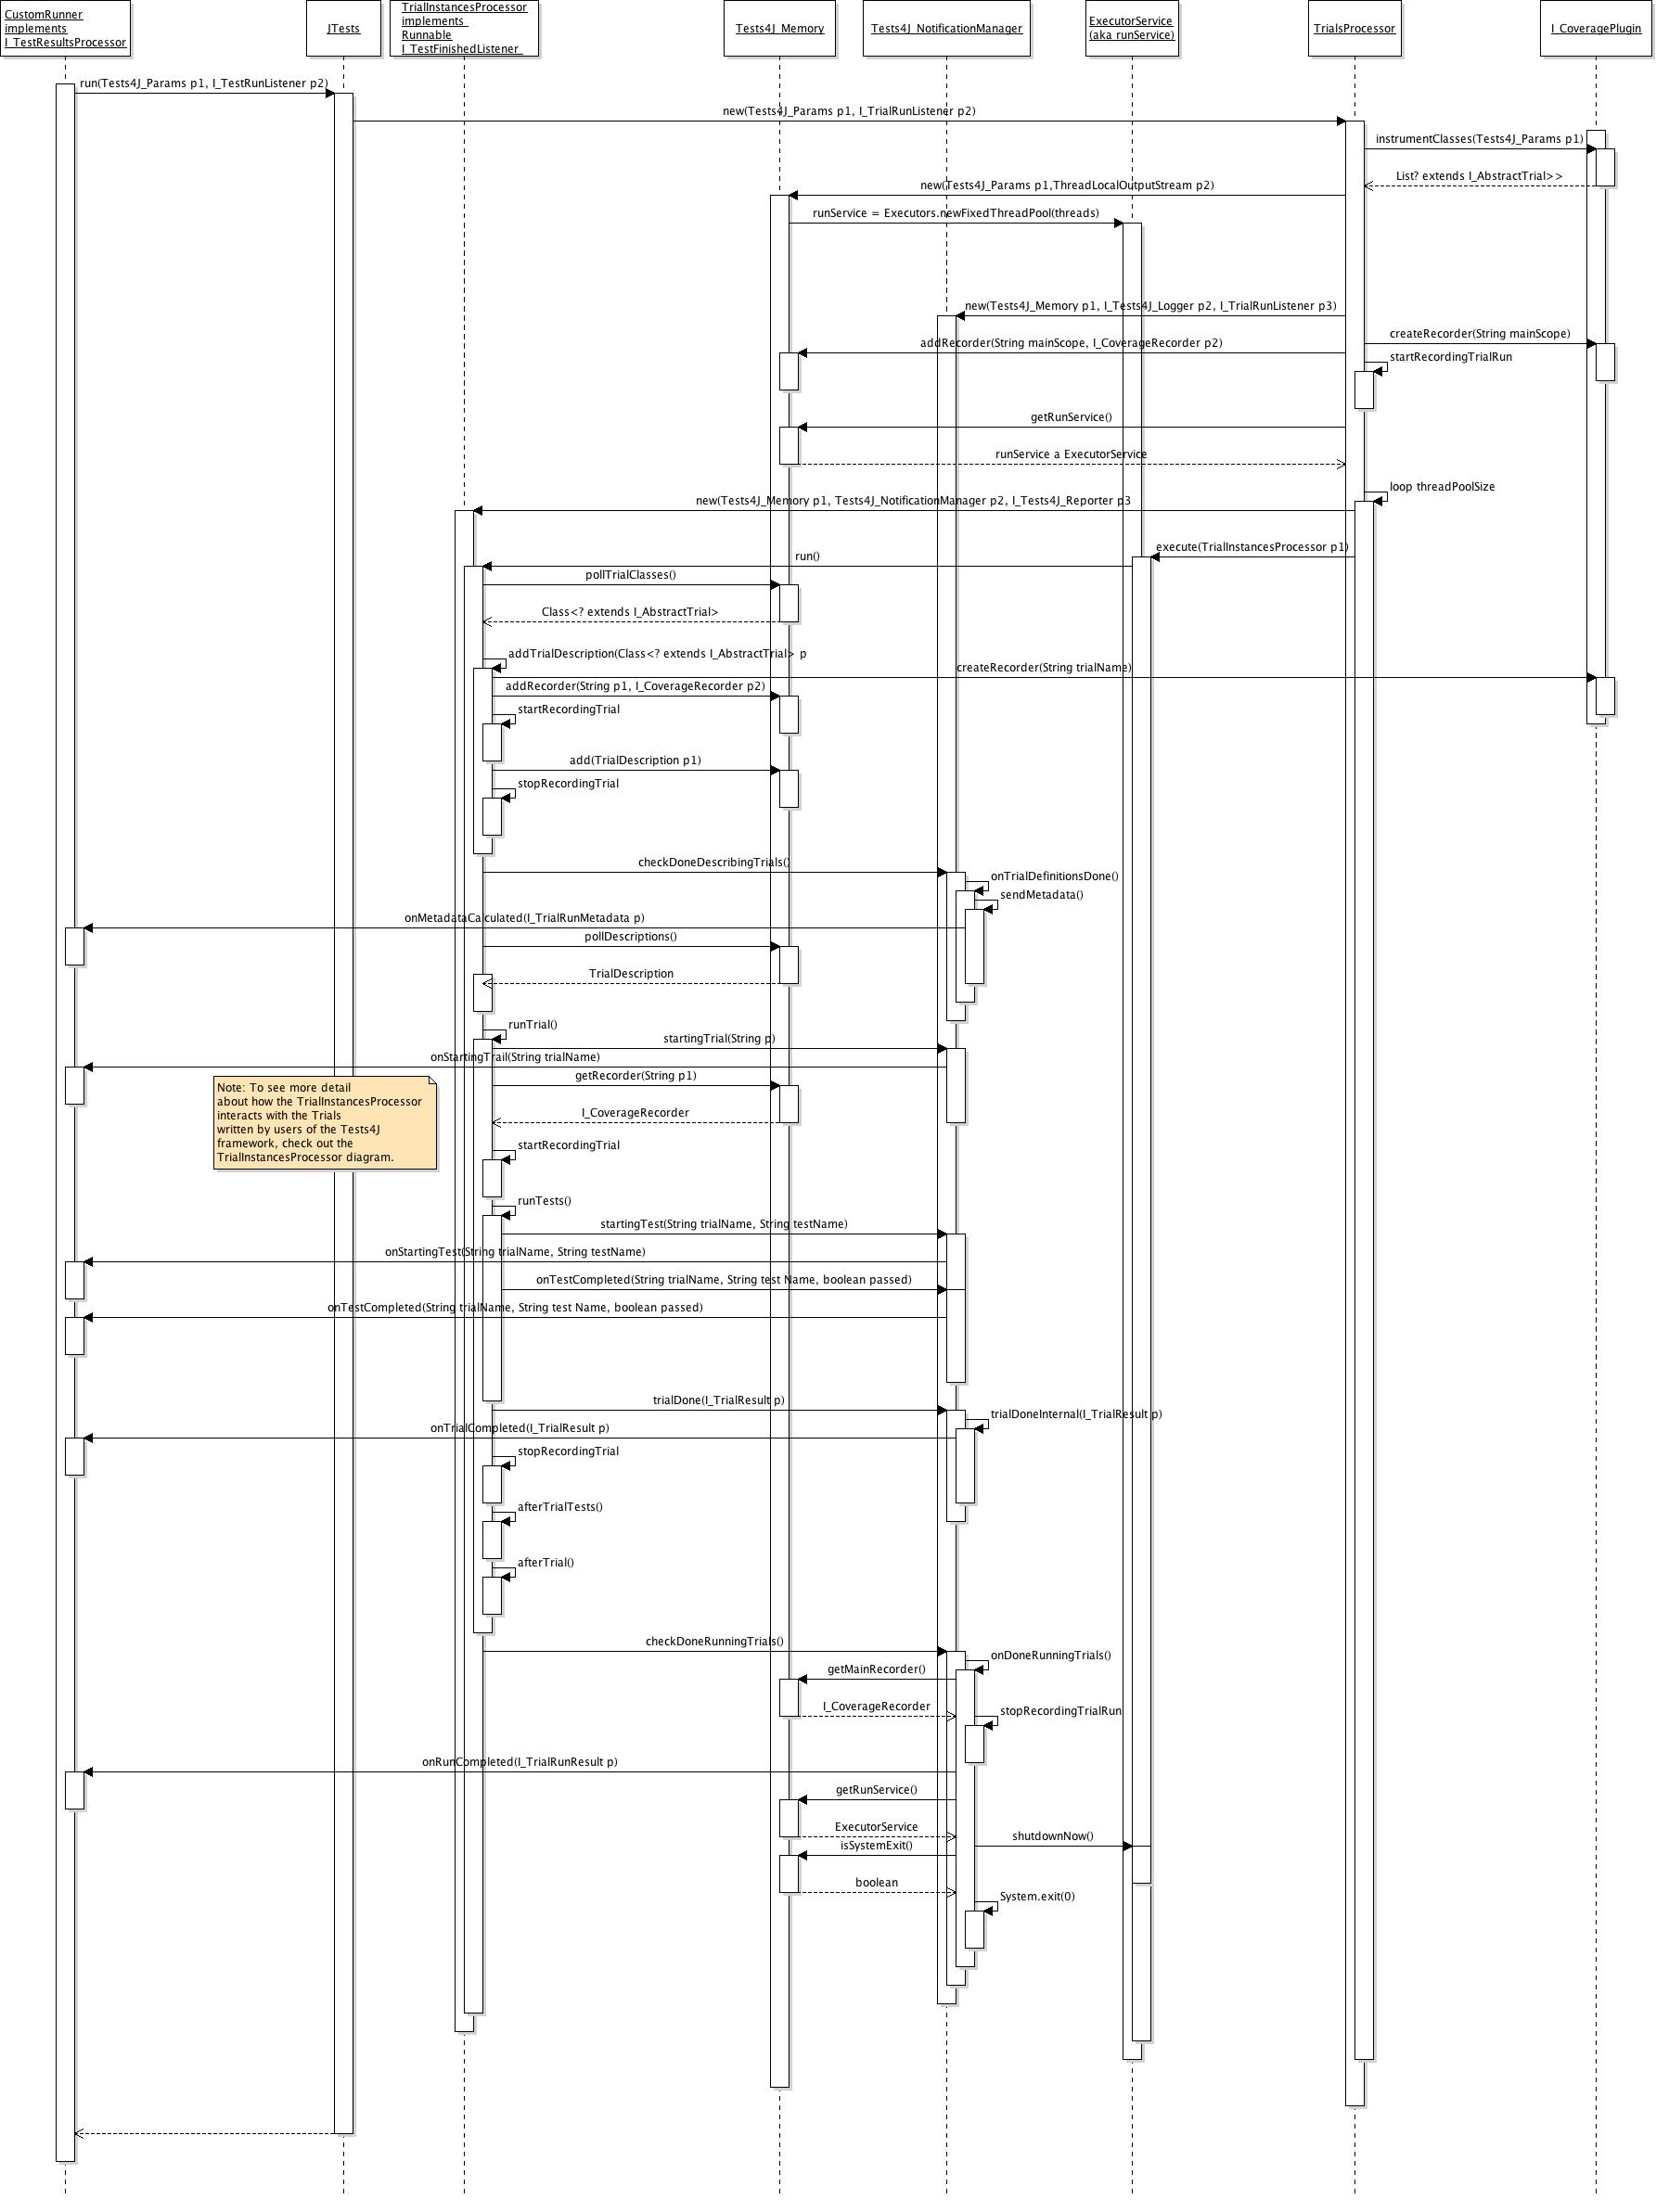 CustomRunner
implements
I_TestResultsProcessor
JTests
TrialInstancesProcessor
implements
Runnable
I_TestFinishedListener
Tests4J_Memory
Tests4J_NotificationManager
ExecutorService
(aka runService)
TrialsProcessor
I_CoveragePlugin
run(Tests4J_Params p1, I_TestRunListener p2)
new(Tests4J_Params p1, I_TrialRunListener p2)
instrumentClasses(Tests4J_Params p1)
List? extends I_AbstractTrial>>
new(Tests4J_Params p1,ThreadLocalOutputStream p2)
runService = Executors.newFixedThreadPool(threads)
new(Tests4J_Memory p1, I_Tests4J_Logger p2, I_TrialRunListener p3)
createRecorder(String mainScope)
addRecorder(String mainScope, I_CoverageRecorder p2)
startRecordingTrialRun
getRunService()
runService a ExecutorService
loop threadPoolSize
new(Tests4J_Memory p1, Tests4J_NotificationManager p2, I_Tests4J_Reporter p3
execute(TrialInstancesProcessor p1)
run()
pollTrialClasses()
Class<? extends I_AbstractTrial>
addTrialDescription(Class<? extends I_AbstractTrial> p
createRecorder(String trialName)
addRecorder(String p1, I_CoverageRecorder p2)
startRecordingTrial
add(TrialDescription p1)
stopRecordingTrial
checkDoneDescribingTrials()
onTrialDefinitionsDone()
sendMetadata()
onMetadataCalculated(I_TrialRunMetadata p)
pollDescriptions()
TrialDescription
runTrial()
startingTrial(String p)
onStartingTrail(String trialName)
getRecorder(String p1)
Note: To see more detail
about how the TrialInstancesProcessor
interacts with the Trials
written by users of the Tests4J
framework, check out the
TrialInstancesProcessor diagram.
I_CoverageRecorder
startRecordingTrial
runTests()
startingTest(String trialName, String testName)
onStartingTest(String trialName, String testName)
onTestCompleted(String trialName, String test Name, boolean passed)
onTestCompleted(String trialName, String test Name, boolean passed)
trialDone(I_TrialResult p)
trialDoneInternal(I_TrialResult p)
onTrialCompleted(I_TrialResult p)
stopRecordingTrial
afterTrialTests()
afterTrial()
checkDoneRunningTrials()
onDoneRunningTrials()
getMainRecorder()
I_CoverageRecorder
stopRecordingTrialRun
onRunCompleted(I_TrialRunResult p)
getRunService()
ExecutorService
shutdownNow()
isSystemExit()
boolean
System.exit(0)